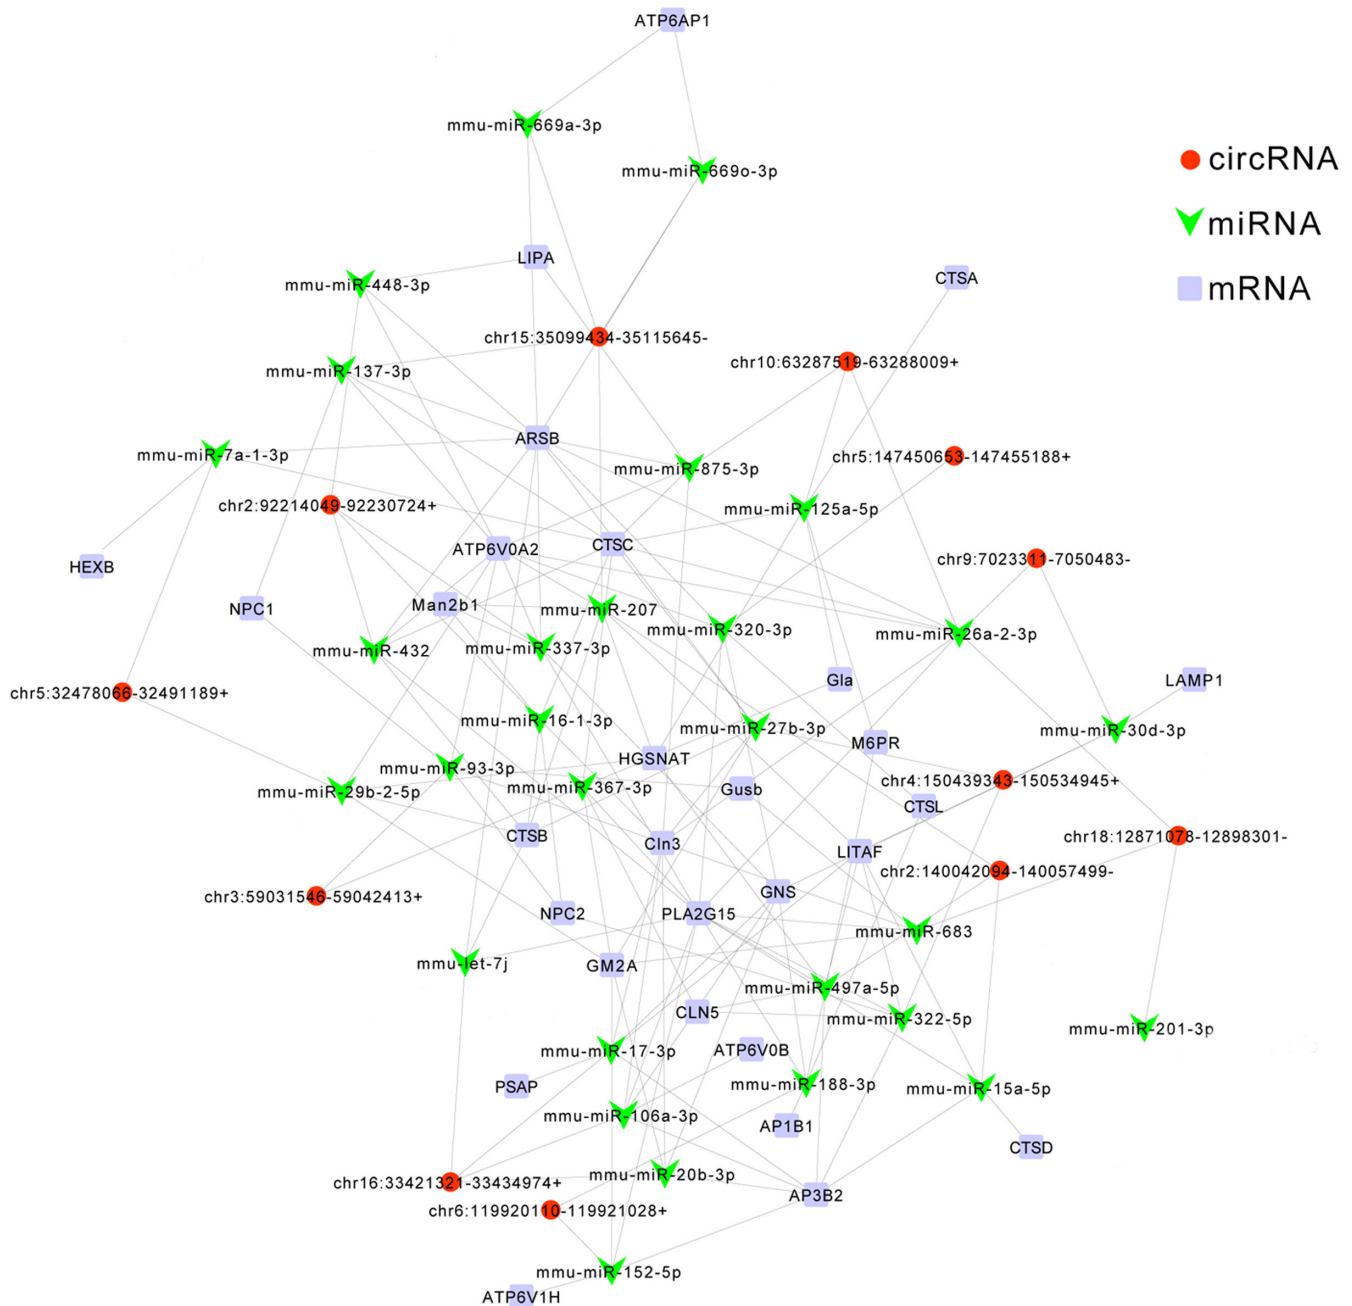 ATP6AP1
mmu-miR-669a-3p
mmu-miR-669o-3p
circRNA
miRNA
mRNA
LIPA
CTSA
mmu-miR-448-3p
chr15:35099434-35115645-
chr10:63287519-63288009+
mmu-miR-137-3p
ARSB
mmu-miR-7a-1-3p
chr5:147450653-147455188+
mmu-miR-875-3p
chr2:92214049-92230724+
mmu-miR-125a-5p
ATP6V0A2
CTSC
chr9:7023311-7050483-
HEXB
NPC1
Man2b1
mmu-miR-207
mmu-miR-320-3p
mmu-miR-26a-2-3p
mmu-miR-432
mmu-miR-337-3p
Gla
LAMP1
chr5:32478066-32491189+
mmu-miR-16-1-3p
mmu-miR-27b-3p
mmu-miR-30d-3p
M6PR
HGSNAT
mmu-miR-93-3p
chr4:150439343-150534945+
mmu-miR-29b-2-5p
mmu-miR-367-3p
Gusb
CTSL
CTSB
Cln3
LITAF
chr18:12871078-12898301-
chr2:140042094-140057499-
chr3:59031546-59042413+
GNS
NPC2
PLA2G15
mmu-miR-683
mmu-let-7j
GM2A
mmu-miR-497a-5p
CLN5
mmu-miR-322-5p
mmu-miR-201-3p
mmu-miR-17-3p
ATP6V0B
PSAP
mmu-miR-188-3p
mmu-miR-15a-5p
mmu-miR-106a-3p
AP1B1
CTSD
chr16:33421321-33434974+
mmu-miR-20b-3p
AP3B2
chr6:119920110-119921028+
mmu-miR-152-5p
ATP6V1H